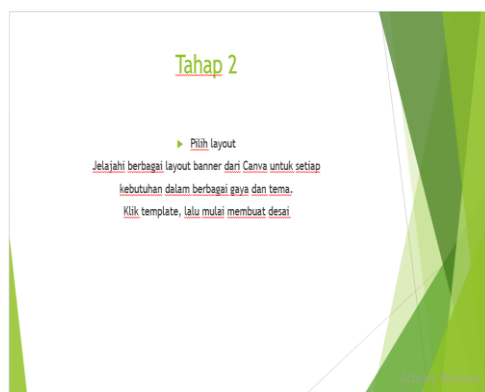 Tahap 2
Pilih layout
Jelajahi berbagai layout banner dari Canva untuk setiap
kebutuhan dalam berbagai gaya dan tema.
Klik template, lalu mulai membuat desai